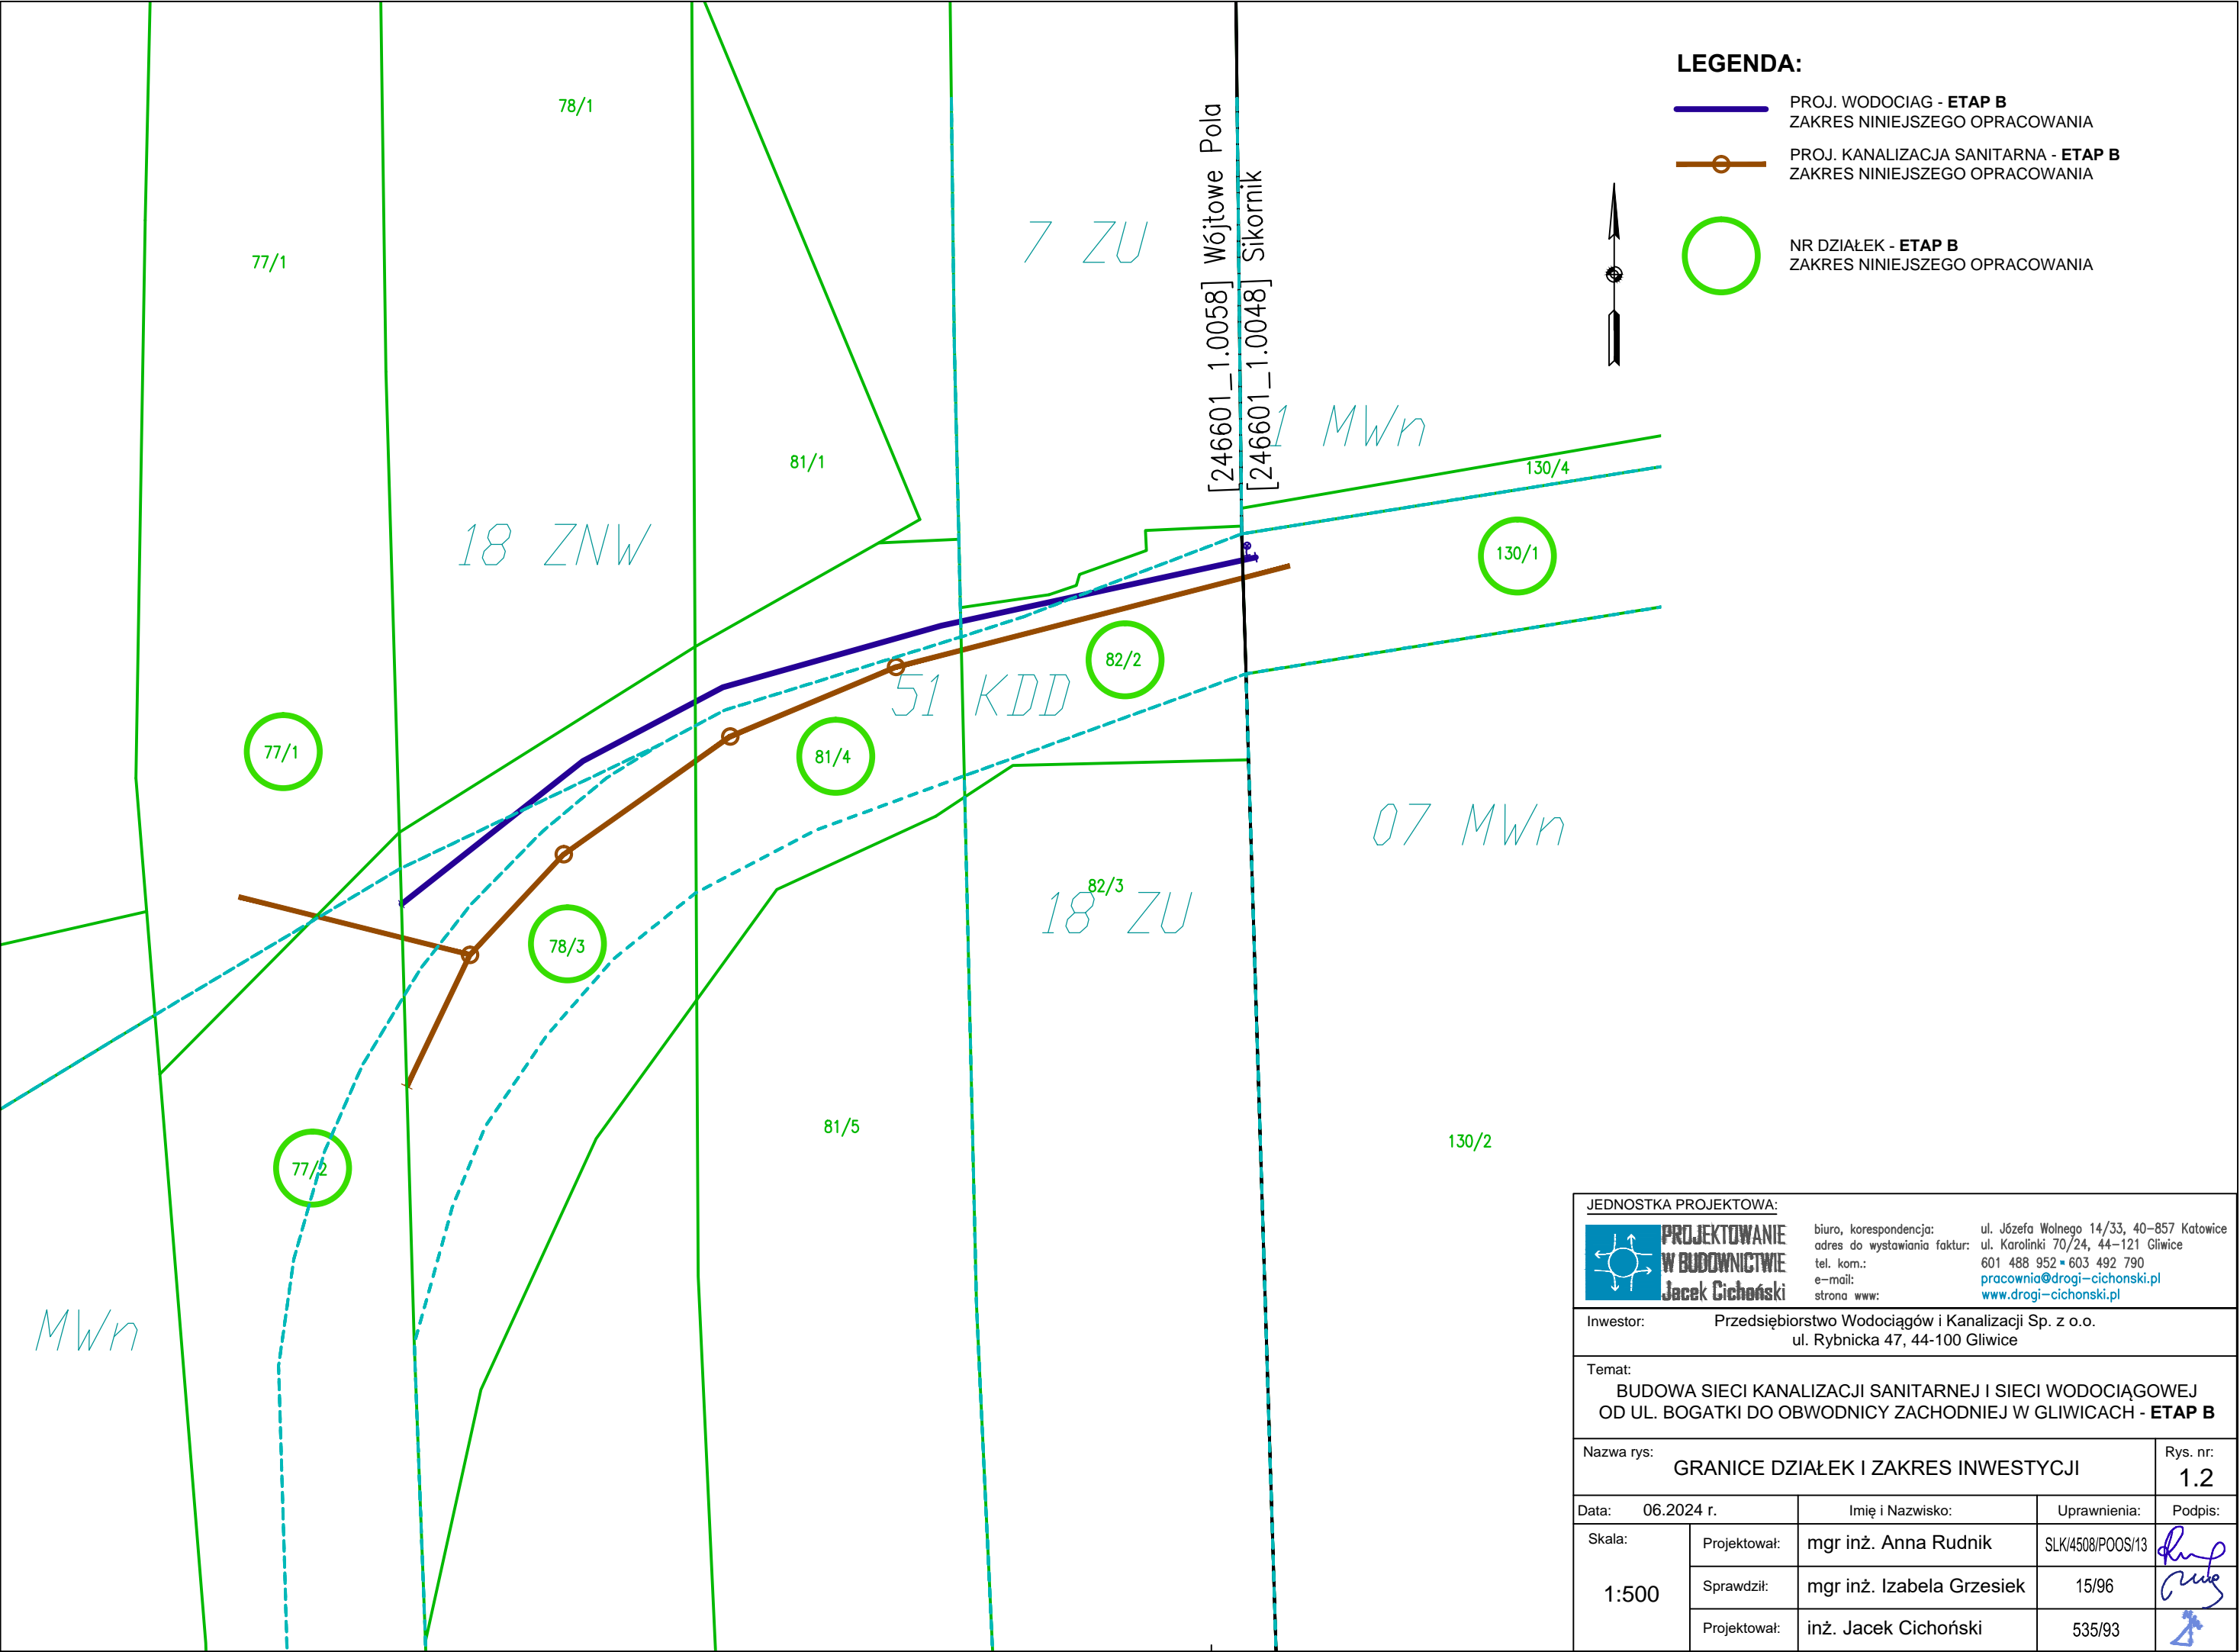 LEGENDA:
PROJ. WODOCIAG - ETAP B
ZAKRES NINIEJSZEGO OPRACOWANIA
PROJ. KANALIZACJA SANITARNA - ETAP B
ZAKRES NINIEJSZEGO OPRACOWANIA
NR DZIAŁEK - ETAP B
ZAKRES NINIEJSZEGO OPRACOWANIA
78/1
77/1
7 ZU
[246601_1.0058] Wójtowe Pola
[246601_1.0048] Sikornik
1 MWn
81/1
130/4
18 ZNW
130/1
82/2
51 KDD
77/1
81/4
07 MWn
82/3
18 ZU
78/3
81/5
130/2
77/2
MWn
JEDNOSTKA PROJEKTOWA:
PROJEKTOWANIE
W BUDOWNICTWIE
Jacek Cichoński
biuro, korespondencja: ul. Józefa Wolnego 14/33, 40-857 Katowice
adres do wystawiania faktur: ul. Karolinki 70/24, 44-121 Gliwice
tel. kom.: 601 488 952 ▪ 603 492 790
e-mail: pracownia@drogi-cichonski.pl
strona www: www.drogi-cichonski.pl
Inwestor: Przedsiębiorstwo Wodociągów i Kanalizacji Sp. z o.o.
ul. Rybnicka 47, 44-100 Gliwice
Temat:
BUDOWA SIECI KANALIZACJI SANITARNEJ I SIECI WODOCIĄGOWEJ
OD UL. BOGATKI DO OBWODNICY ZACHODNIEJ W GLIWICACH - ETAP B
Nazwa rys: GRANICE DZIAŁEK I ZAKRES INWESTYCJI
Rys. nr: 1.2
Data: 06.2024 r. Imię i Nazwisko: Uprawnienia: Podpis:
Skala: 1:500
Projektował: mgr inż. Anna Rudnik SLK/4508/POOS/13
Sprawdził: mgr inż. Izabela Grzesiek 15/96
Projektował: inż. Jacek Cichoński 535/93